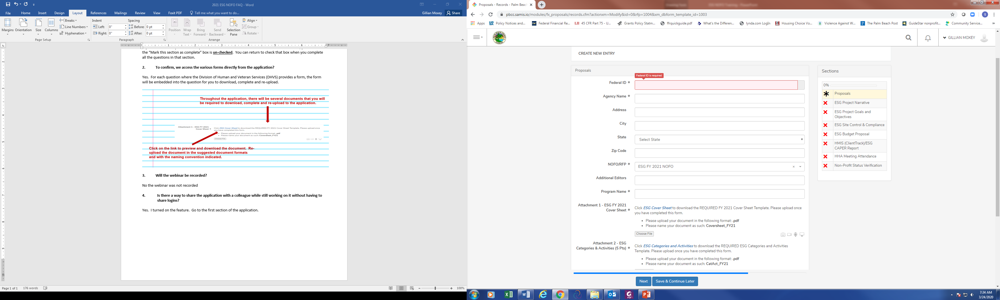 2021 ESG NOFO FAQ - Word
File Home Insert Design Layout References Mailings Review View Foxit PDF Tell me what you want to do... Gillian Moxey Share
Margins Orientation Size Columns
Breaks
Line Numbers
Hyphenation
Page Setup
Indent Spacing
Left: 0" Before: 0 pt
Right: 0" After: 0 pt
Paragraph
Position Wrap Text Bring Forward Send Backward Selection Pane
Align
Group
Rotate
Arrange
the “Mark this section as complete” box is un-checked. You can return to check that box when you complete
all the questions in that section.
2. To confirm, we access the various forms directly from the application?
Yes. For each question where the Division of Human and Veteran Services (DHVS) provides a form, the form
will be embedded into the question for you to download, complete and re-upload.
Throughout the application, there will be several documents that you will
be required to download, complete and re-upload to the application.
Attachment 1 - ESG FY 2021
Cover Sheet *
Click ESG Cover Sheet to download the REQUIRED FY 2021 Cover Sheet Template. Please upload once
you have completed this form.
• Please upload your document in the following format: .pdf
• Please name your document as such: Coversheet_FY21
Choose File
Click on the link to preview and download the document. Re-
upload the document in the suggested document formats
and with the naming convention indicated.
3. Will the webinar be recorded?
No the webinar was not recorded
4. Is there a way to share the application with a colleague while still working on it without having to
share logins?
Yes. I turned on the feature. Go to the first section of the application.
Page 1 of 1 176 words 100%
Proposals - Records - Palm Beac
pbcc.samis.io/modules/fx_proposals/records.cfm?actionxm=Modify&id=0&rfp=1004&xm_dbform_template_id=1003
Apps Policy Notices and... Federal Financial Re... LII 45 CFR Part 75 - U... Grants Policy Statm... ffrquickguide.pdf What's the Differen... lynda.com LogIn Housing Choice Vo... Violence Against W... The Palm Beach Post GuideStar nonprofit... Community Service... »
GILLIAN MOXEY
CREATE NEW ENTRY
Proposals
Federal ID is required
Federal ID *
Agency Name *
Address
City
State Select State
Zip Code
NOFO/RFP * ESG FY 2021 NOFO
Additional Editors
Program Name *
Attachment 1 - ESG FY 2021
Cover Sheet *
Click ESG Cover Sheet to download the REQUIRED FY 2021 Cover Sheet Template. Please upload once
you have completed this form.
• Please upload your document in the following format: .pdf
• Please name your document as such: Coversheet_FY21
Choose File
Attachment 2 - ESG
Categories & Activities (5 Pts) *
Click ESG Categories and Activities to download the REQUIRED ESG Categories and Activities
Template. Please upload once you have completed this form.
• Please upload your document in the following format: .pdf
• Please name your document as such: CatAct_FY21
Next Save & Continue Later
Sections
0%
Proposals
ESG Project Narrative
ESG Project Goals and
Objectives
ESG Site Control & Compliance
ESG Budget Proposal
HMIS (ClientTrack)/ESG
CAPER Report
HHA Meeting Attendance
Non-Profit Status Verification
7:34 AM
3/24/2020